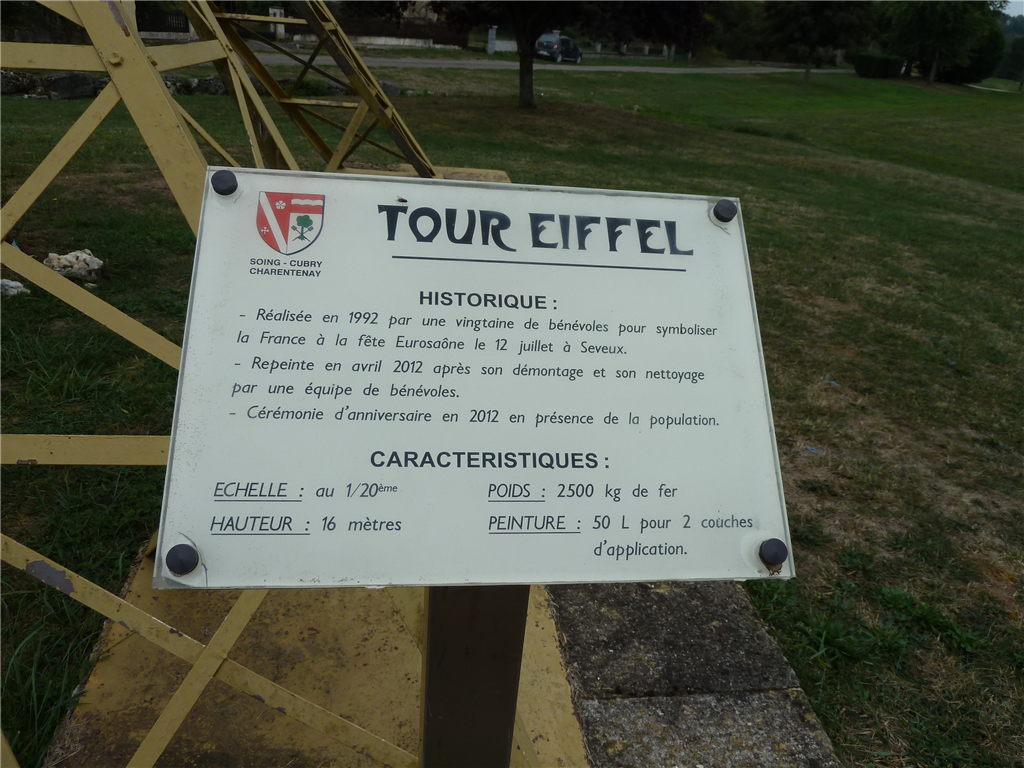 TOUR EIFFEL
SOING - CUBRY
CHARENTENAY
HISTORIQUE :
- Réalisée en 1992 par une vingtaine de bénévoles pour symboliser
la France à la fête Eurosaône le 12 juillet à Seveux.
- Repeinte en avril 2012 après son démontage et son nettoyage
par une équipe de bénévoles.
- Cérémonie d'anniversaire en 2012 en présence de la population.
CARACTERISTIQUES :
ECHELLE : au 1/20ème
POIDS : 2500 kg de fer
HAUTEUR : 16 mètres
PEINTURE : 50 L pour 2 couches
d'application.